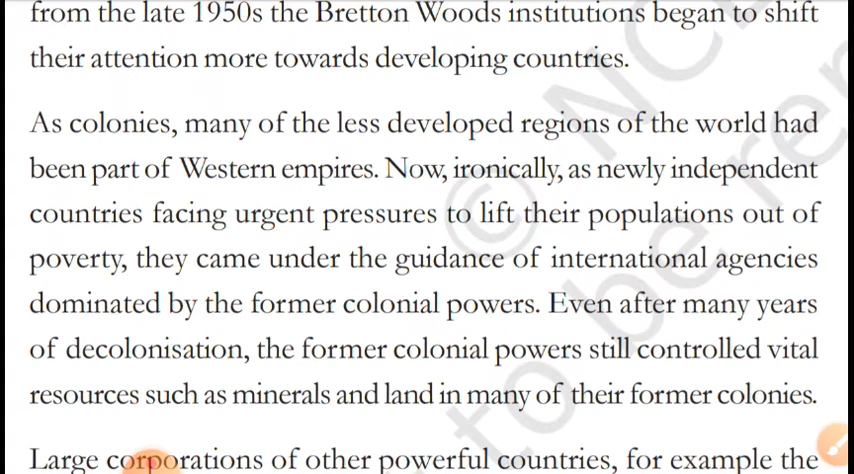 from the late 1950s the Bretton Woods institutions began to shift
their attention more towards developing countries.
As colonies, many of the less developed regions of the world had
been part of Western empires. Now, ironically, as newly independent
countries facing urgent pressures to lift their populations out of
poverty, they came under the guidance of international agencies
dominated by the former colonial powers. Even after many years
of decolonisation, the former colonial powers still controlled vital
resources such as minerals and land in many of their former colonies.
Large corporations of other powerful countries, for example the